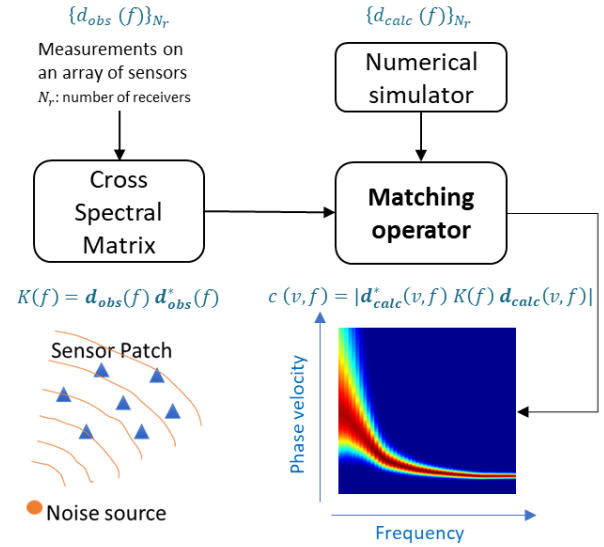 {d_obs (f)}_Nr
{d_calc (f)}_Nr
Measurements on
an array of sensors
N_r: number of receivers
Numerical
simulator
Cross
Spectral
Matrix
Matching
operator
K(f) = d_obs(f) d*_obs(f)
c (v, f) = |d*_calc(v, f) K(f) d_calc(v, f)|
Sensor Patch
Noise source
Phase velocity
Frequency